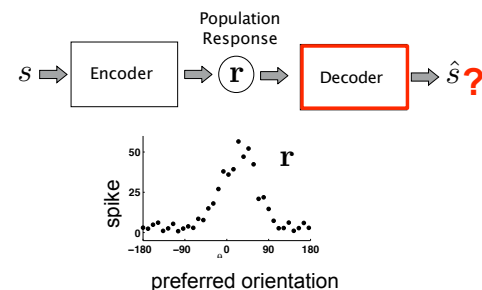 Population
Response
s Encoder r Decoder ŝ ?
50
25
0
spike
r
-180 -90 0 90 180
preferred orientation